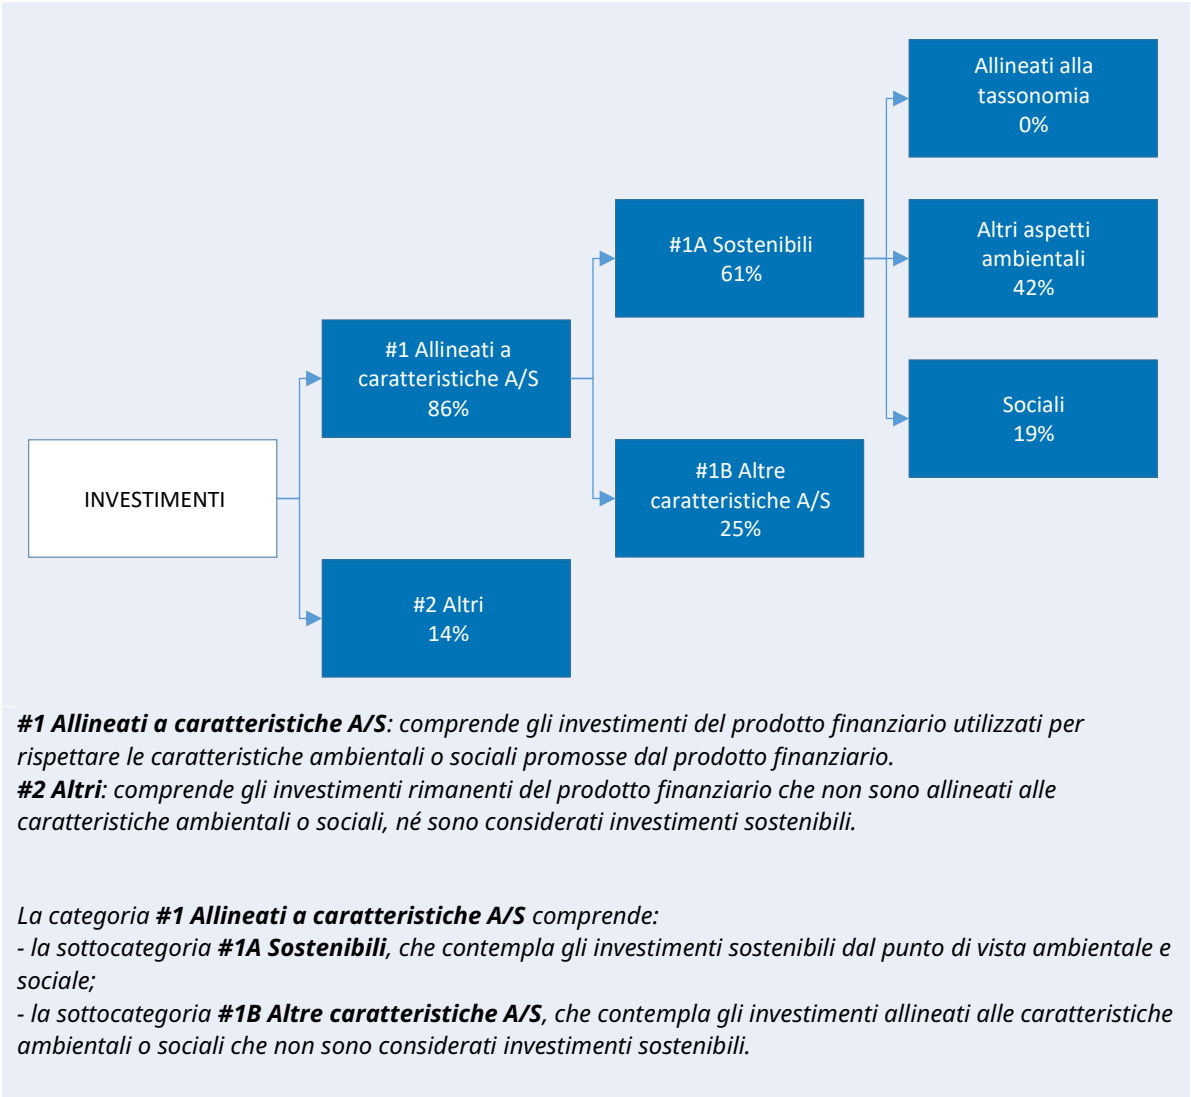 Allineati alla
tassonomia
0%
#1A Sostenibili
61%
Altri aspetti
ambientali
42%
#1 Allineati a
caratteristiche A/S
86%
Sociali
19%
INVESTIMENTI
#1B Altre
caratteristiche A/S
25%
#2 Altri
14%
#1 Allineati a caratteristiche A/S: comprende gli investimenti del prodotto finanziario utilizzati per
rispettare le caratteristiche ambientali o sociali promosse dal prodotto finanziario.
#2 Altri: comprende gli investimenti rimanenti del prodotto finanziario che non sono allineati alle
caratteristiche ambientali o sociali, né sono considerati investimenti sostenibili.
La categoria #1 Allineati a caratteristiche A/S comprende:
- la sottocategoria #1A Sostenibili, che contempla gli investimenti sostenibili dal punto di vista ambientale e
sociale;
- la sottocategoria #1B Altre caratteristiche A/S, che contempla gli investimenti allineati alle caratteristiche
ambientali o sociali che non sono considerati investimenti sostenibili.